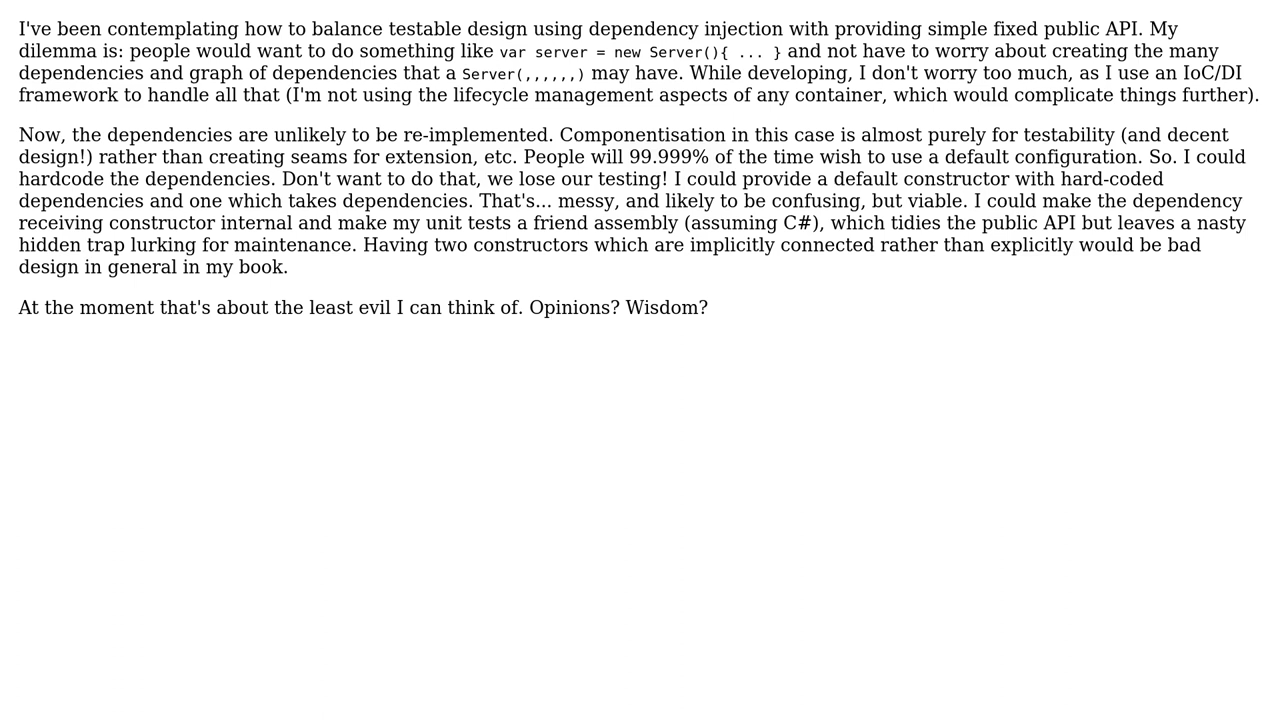 I've been contemplating how to balance testable design using dependency injection with providing simple fixed public API. My
dilemma is: people would want to do something like var server = new Server(){ ... } and not have to worry about creating the many
dependencies and graph of dependencies that a Server(,,,,,,) may have. While developing, I don't worry too much, as I use an IoC/DI
framework to handle all that (I'm not using the lifecycle management aspects of any container, which would complicate things further).
Now, the dependencies are unlikely to be re-implemented. Componentisation in this case is almost purely for testability (and decent
design!) rather than creating seams for extension, etc. People will 99.999% of the time wish to use a default configuration. So. I could
hardcode the dependencies. Don't want to do that, we lose our testing! I could provide a default constructor with hard-coded
dependencies and one which takes dependencies. That's... messy, and likely to be confusing, but viable. I could make the dependency
receiving constructor internal and make my unit tests a friend assembly (assuming C#), which tidies the public API but leaves a nasty
hidden trap lurking for maintenance. Having two constructors which are implicitly connected rather than explicitly would be bad
design in general in my book.
At the moment that's about the least evil I can think of. Opinions? Wisdom?